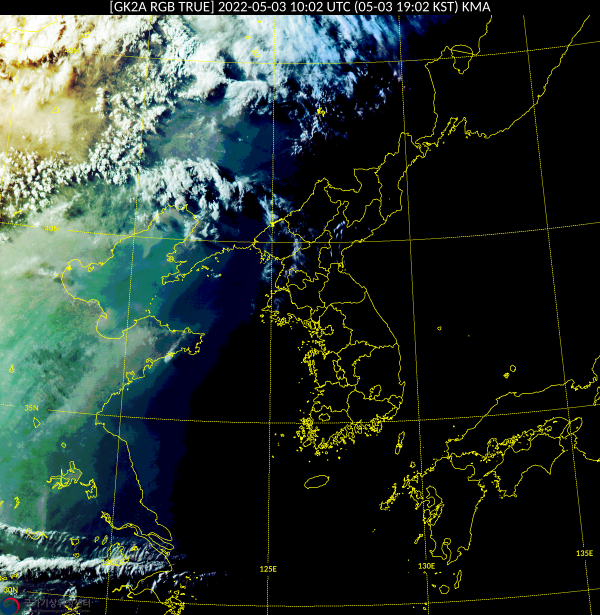 [GK2A RGB TRUE] 2022-05-03 10:02 UTC (05-03 19:02 KST) KMA
40N
35N
125E
130E
135E
30N